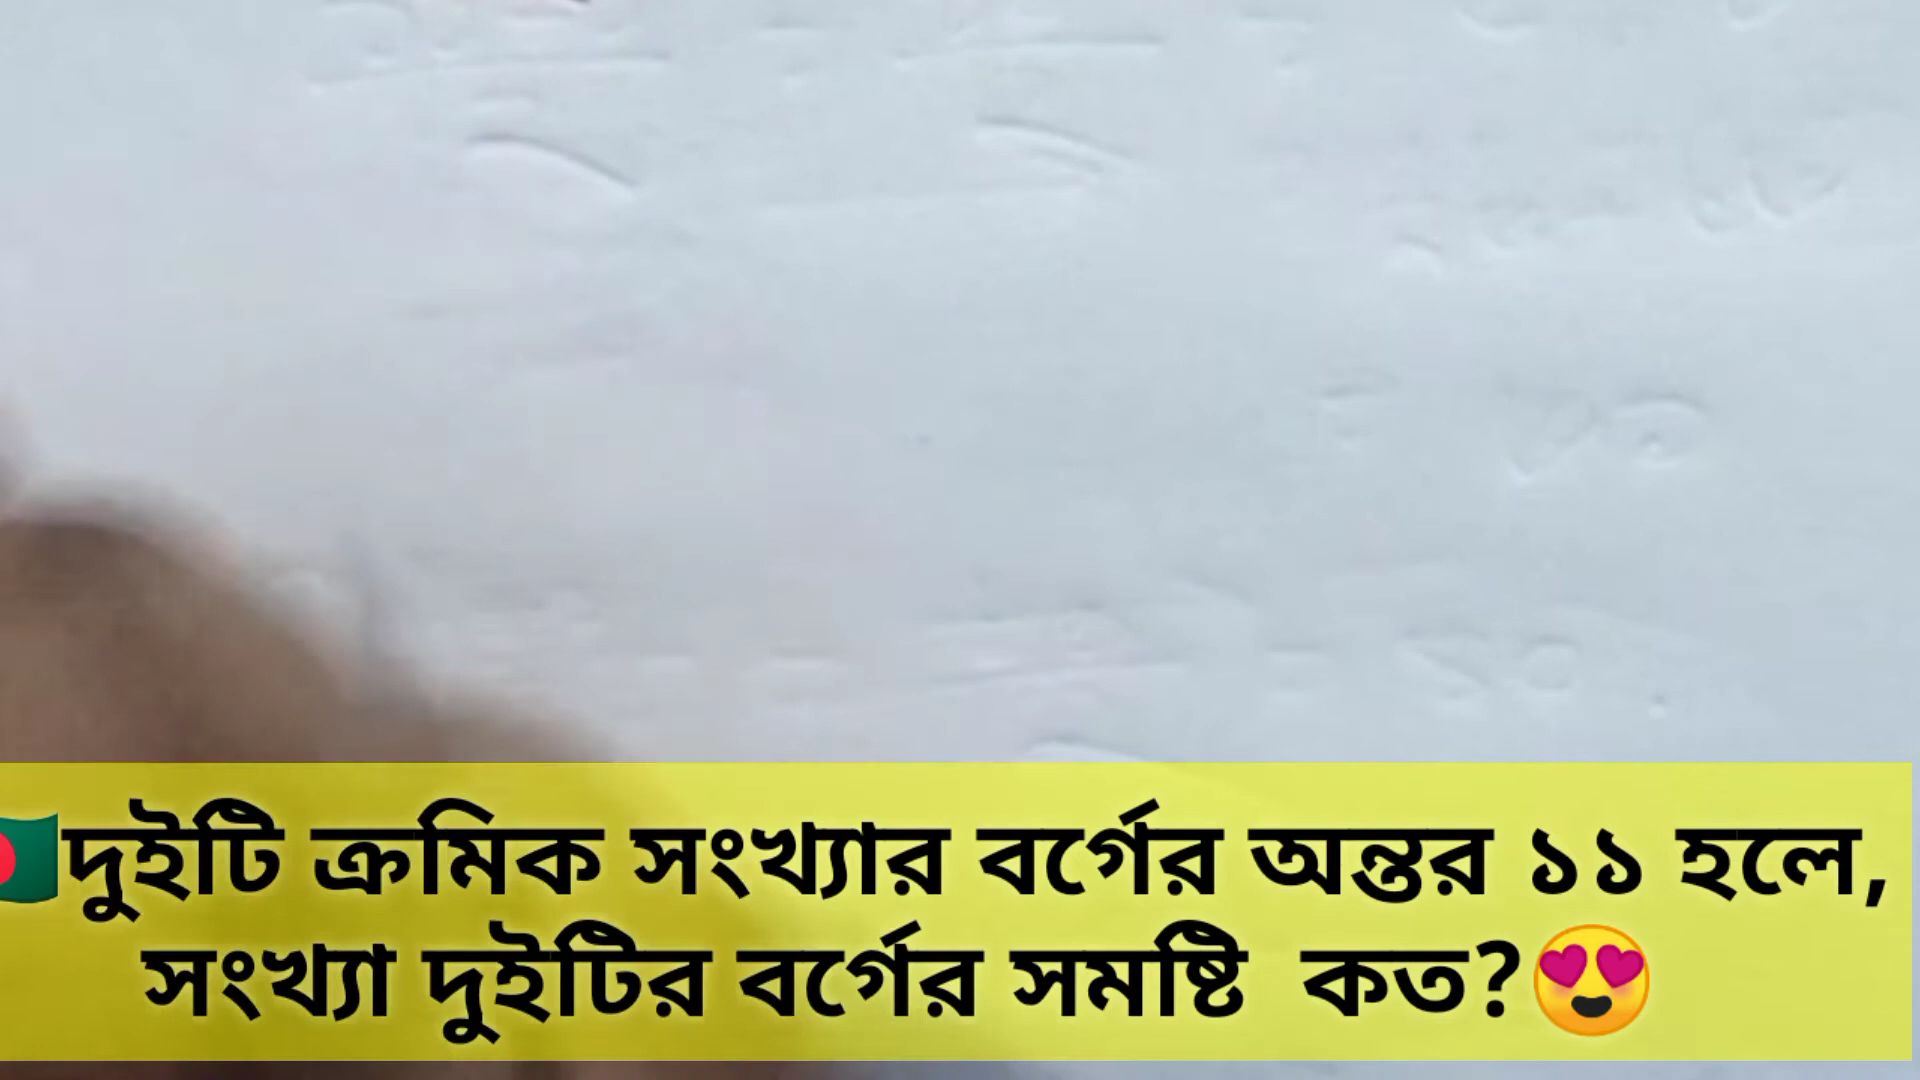 🇧🇩দুইটি ক্রমিক সংখ্যার বর্গের অন্তর ১১ হলে,
সংখ্যা দুইটির বর্গের সমষ্টি কত?😍